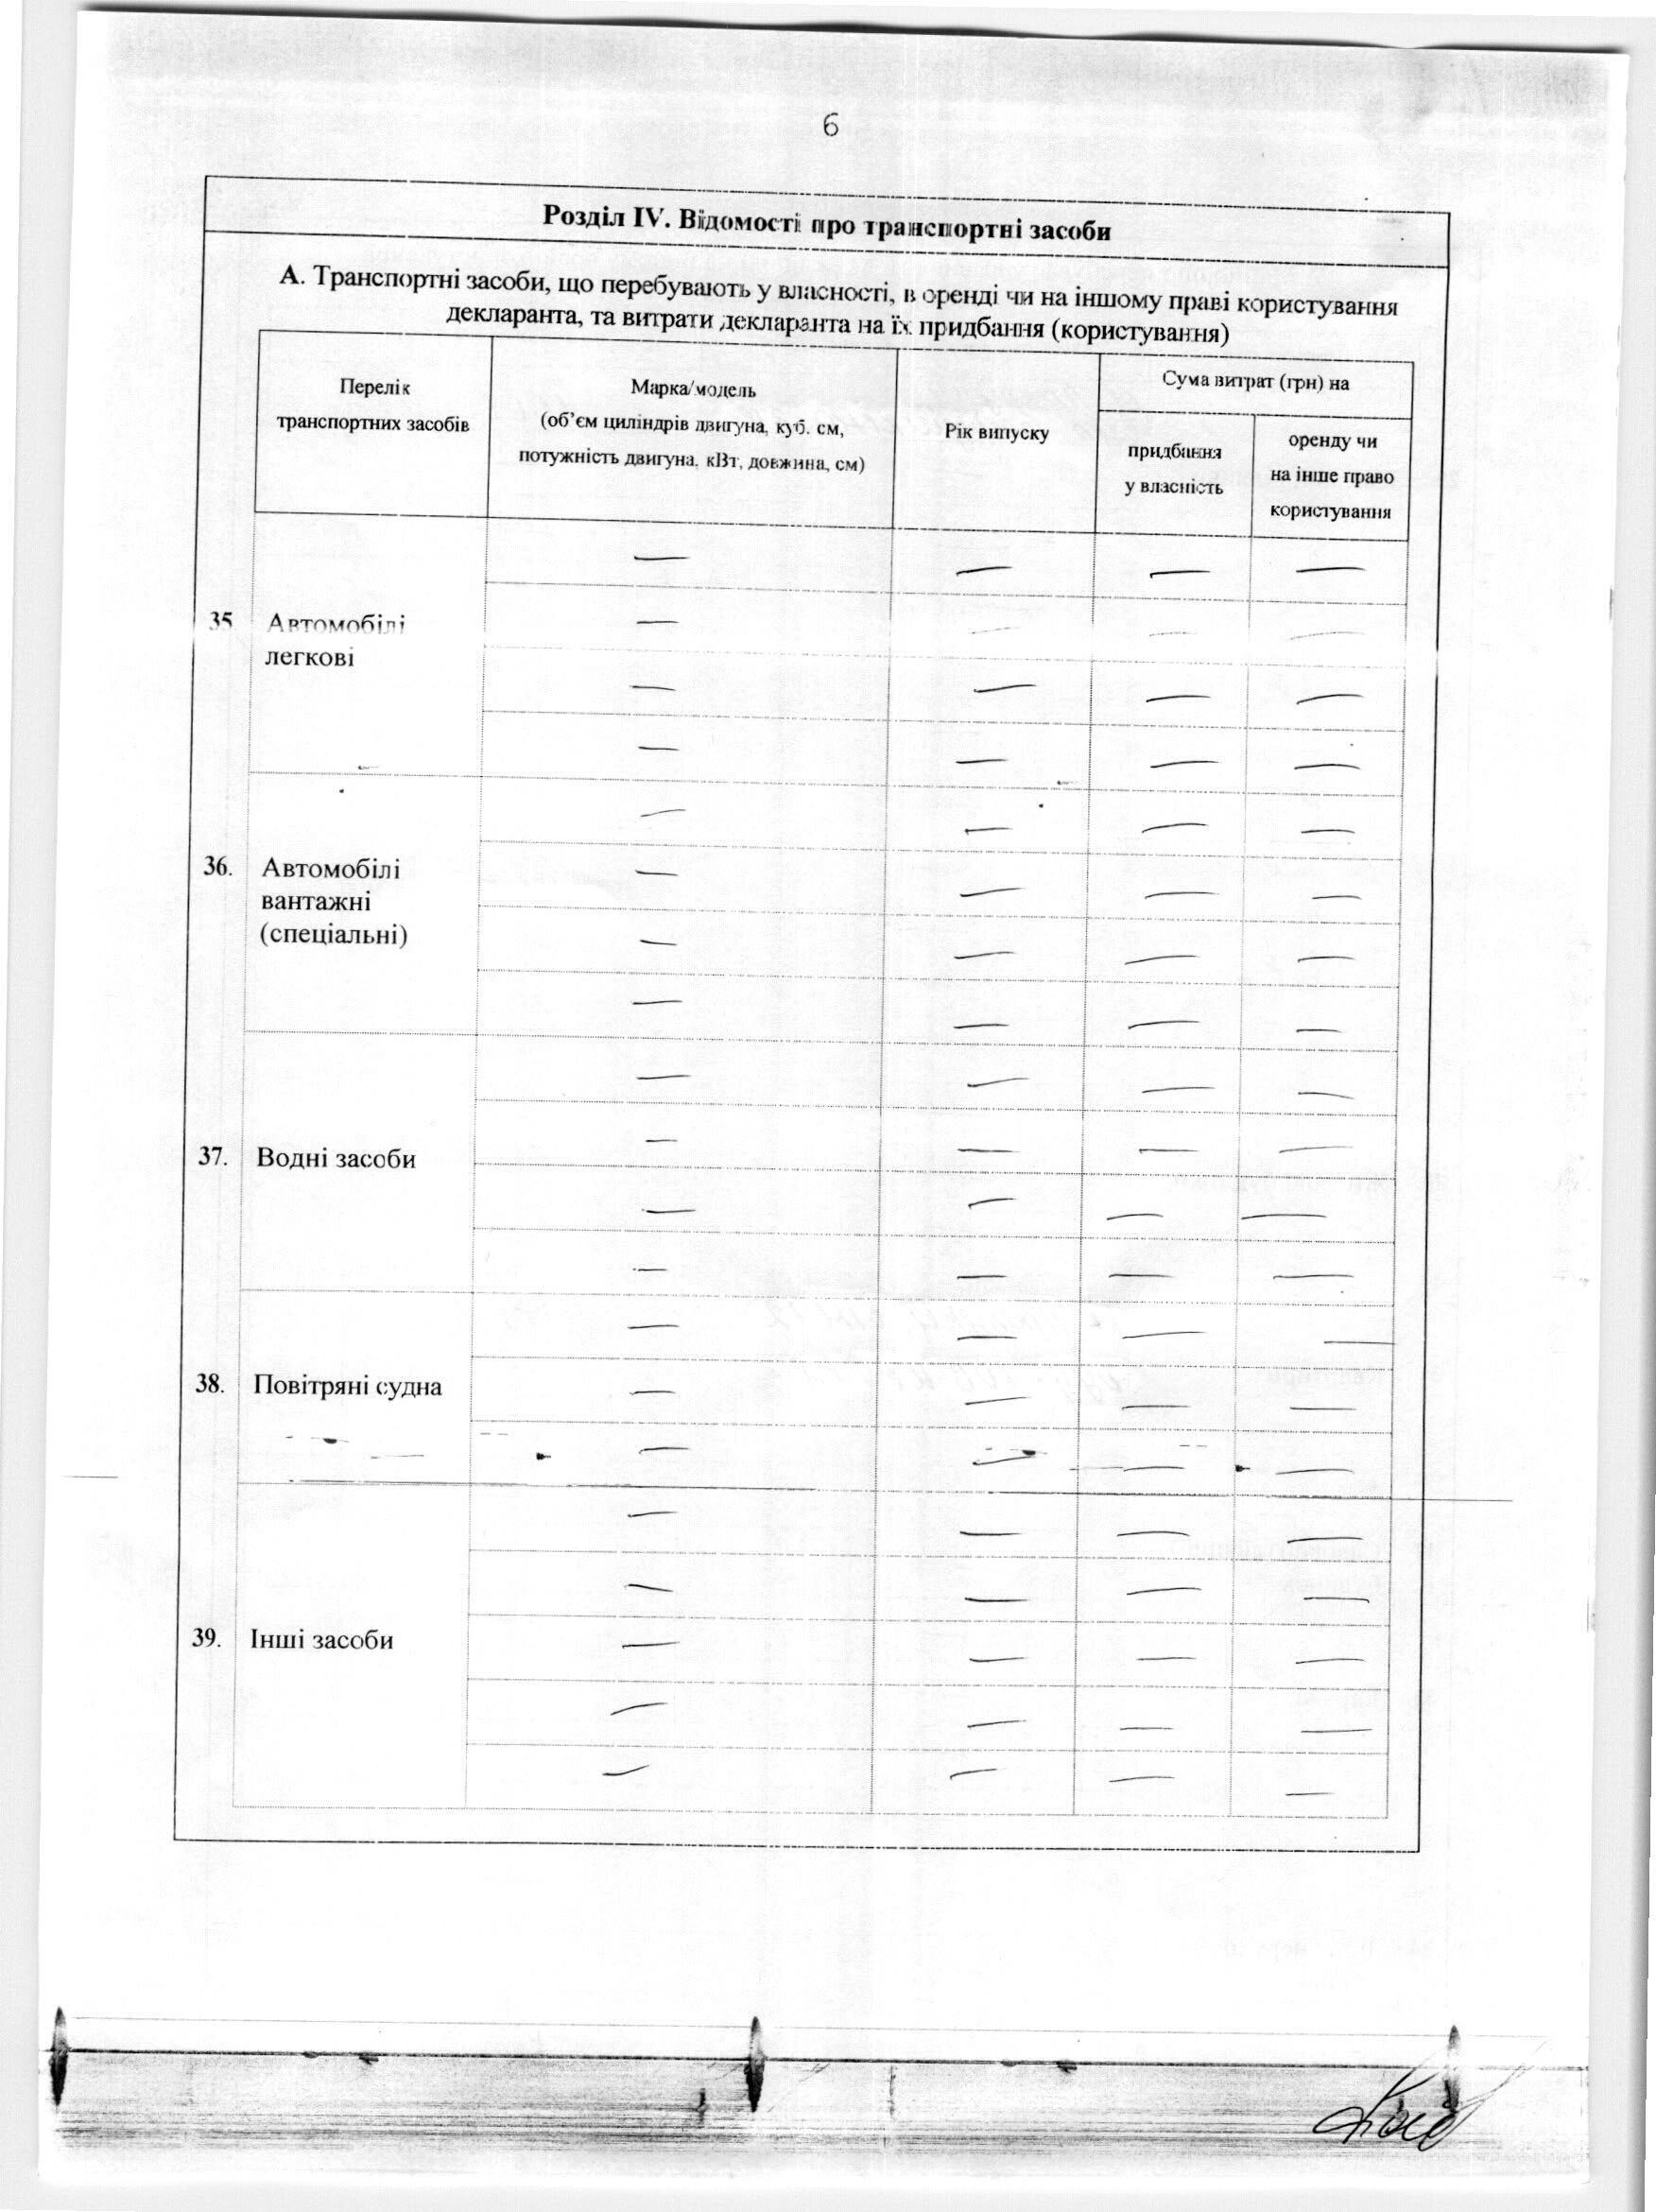 6
Розділ IV. Відомості про транспортні засоби
А. Транспортні засоби, що перебувають у власності, в оренді чи на іншому праві користування
декларанта, та витрати декларанта на їх придбання (користування)
Перелік
транспортних засобів
Марка/модель
(об’єм циліндрів двигуна, куб. см,
потужність двигуна, кВт, довжина, см)
Рік випуску
Сума витрат (грн) на
придбання
у власність
оренду чи
на інше право
користування
35 Автомобілі
легкові
— — — —
— — — —
— — — —
— — — —
36. Автомобілі
вантажні
(спеціальні)
— — — —
— — — —
— — — —
— — — —
37. Водні засоби
— — — —
— — — —
— — — —
— — — —
38. Повітряні судна
— — — —
— — — —
— — — —
39. Інші засоби
— — — —
— — — —
— — — —
— — — —
— — — —